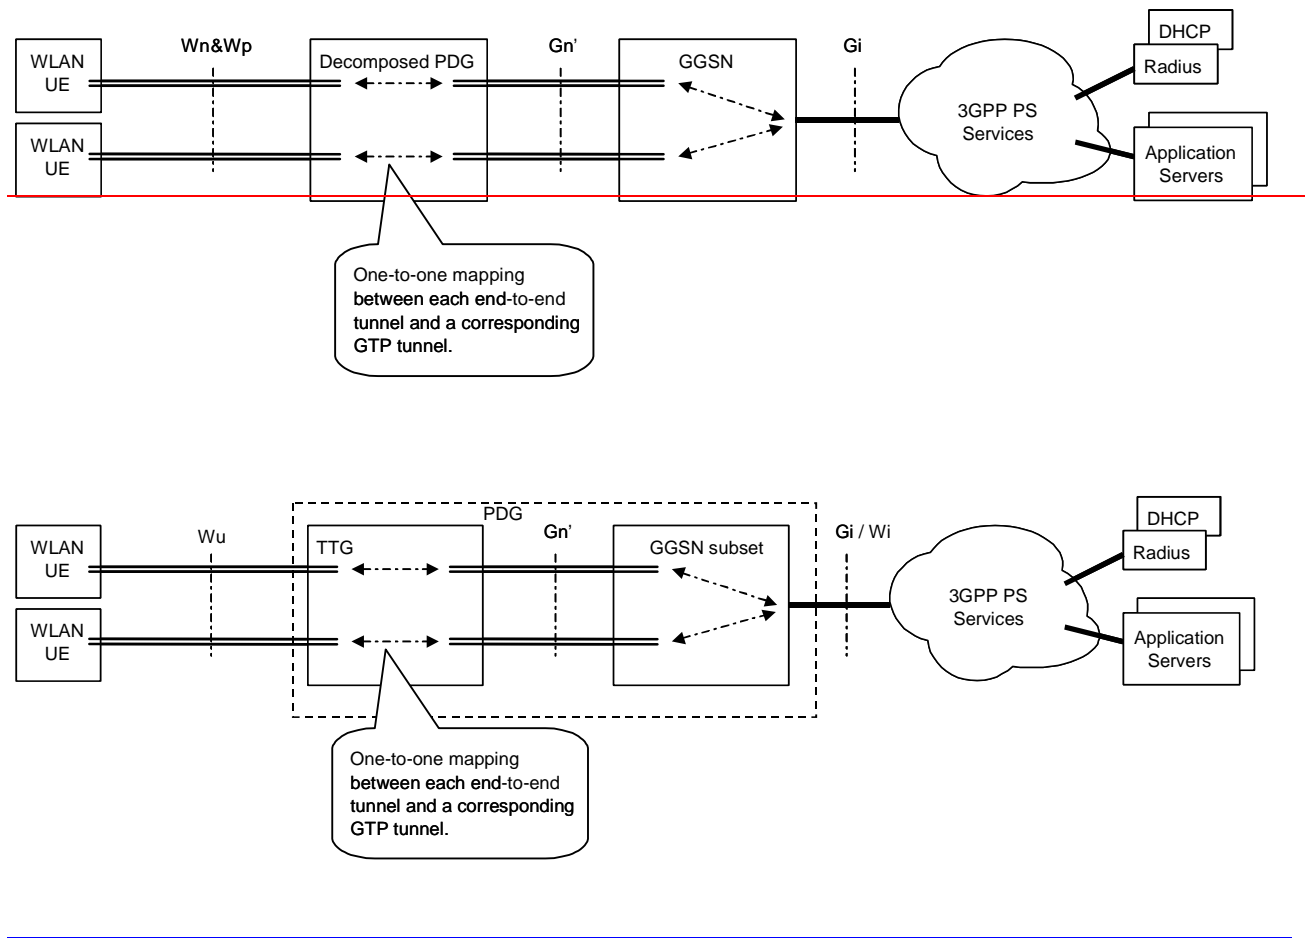 Wn&Wp
Gn’
Gi
DHCP
Radius
WLAN
UE
Decomposed PDG
GGSN
3GPP PS
Services
WLAN
UE
Application
Servers
One-to-one mapping
between each end-to-end
tunnel and a corresponding
GTP tunnel.
PDG
Wu
Gn’
Gi / Wi
DHCP
Radius
WLAN
UE
TTG
GGSN subset
3GPP PS
Services
WLAN
UE
Application
Servers
One-to-one mapping
between each end-to-end
tunnel and a corresponding
GTP tunnel.